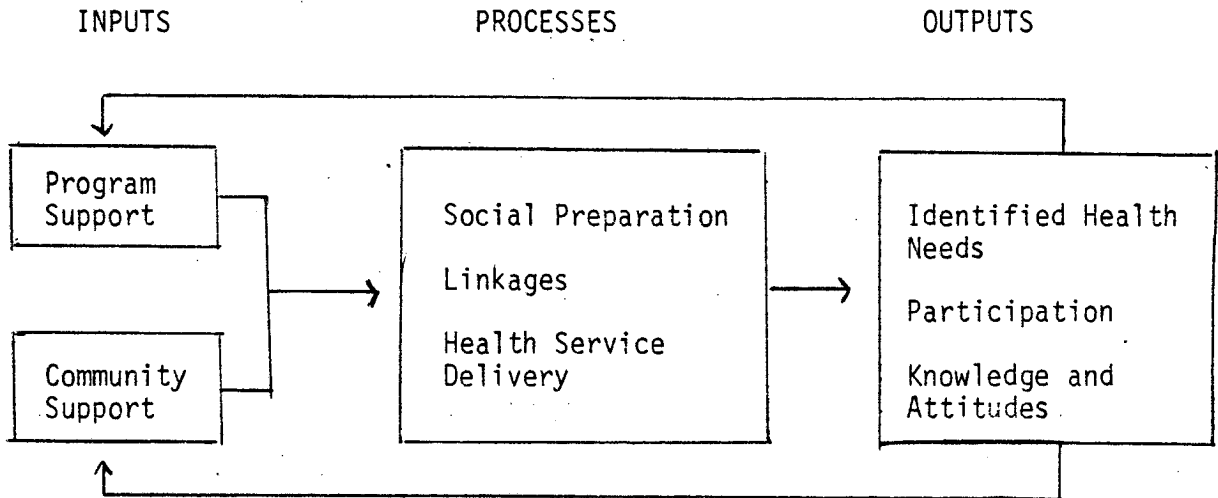 INPUTS PROCESSES OUTPUTS
Program
Support
Community
Support
Social Preparation
Linkages
Health Service
Delivery
Identified Health
Needs
Participation
Knowledge and
Attitudes